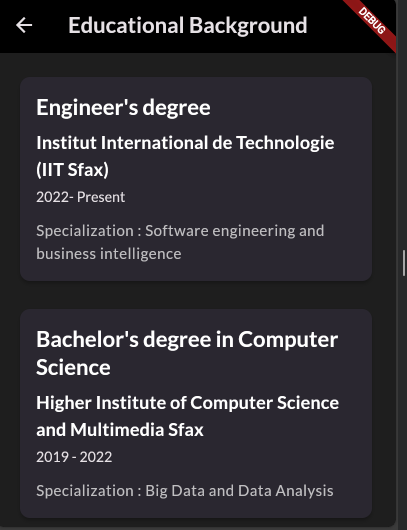 Educational Background
DEBUG
Engineer's degree
Institut International de Technologie
(IIT Sfax)
2022- Present
Specialization : Software engineering and
business intelligence
Bachelor's degree in Computer
Science
Higher Institute of Computer Science
and Multimedia Sfax
2019 - 2022
Specialization : Big Data and Data Analysis